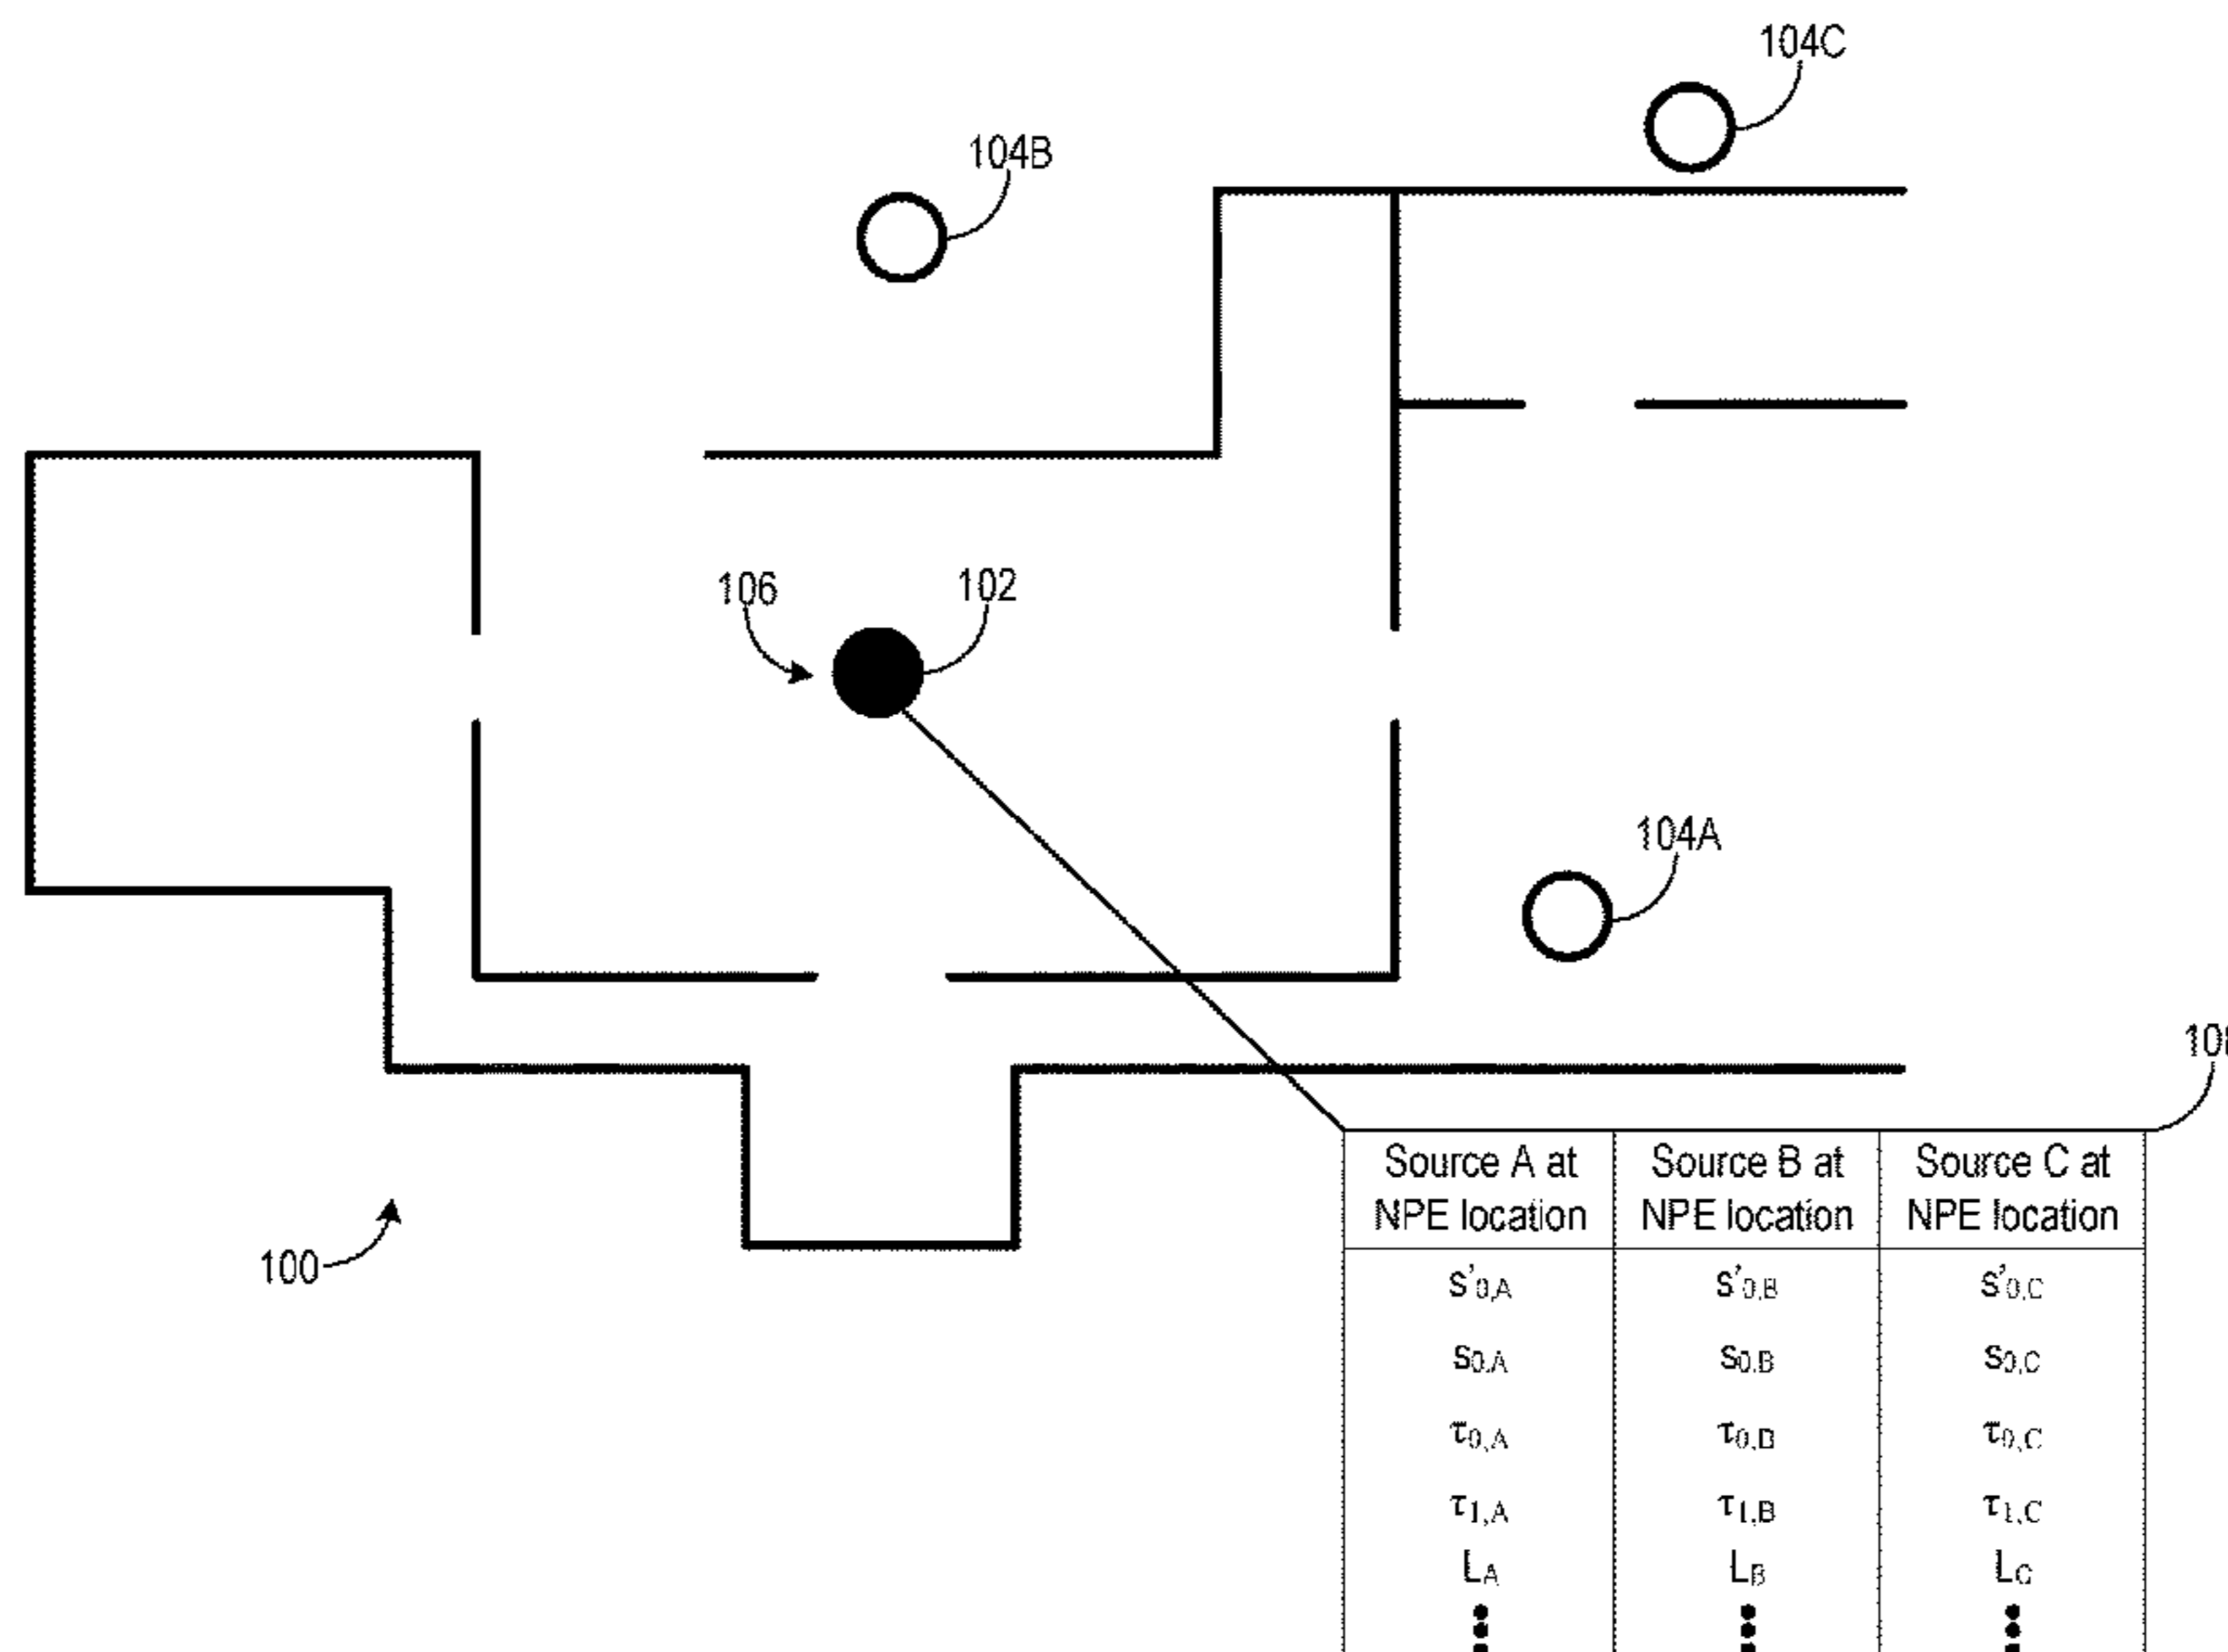 104C
104B
106
102
104A
100
Source A at NPE location
Source B at NPE location
Source C at NPE location
s'0,A s'0,B s'0,C
s0,A s0,B s0,C
τ0,A τ0,B τ0,C
τ1,A τ1,B τ1,C
LA LB LC